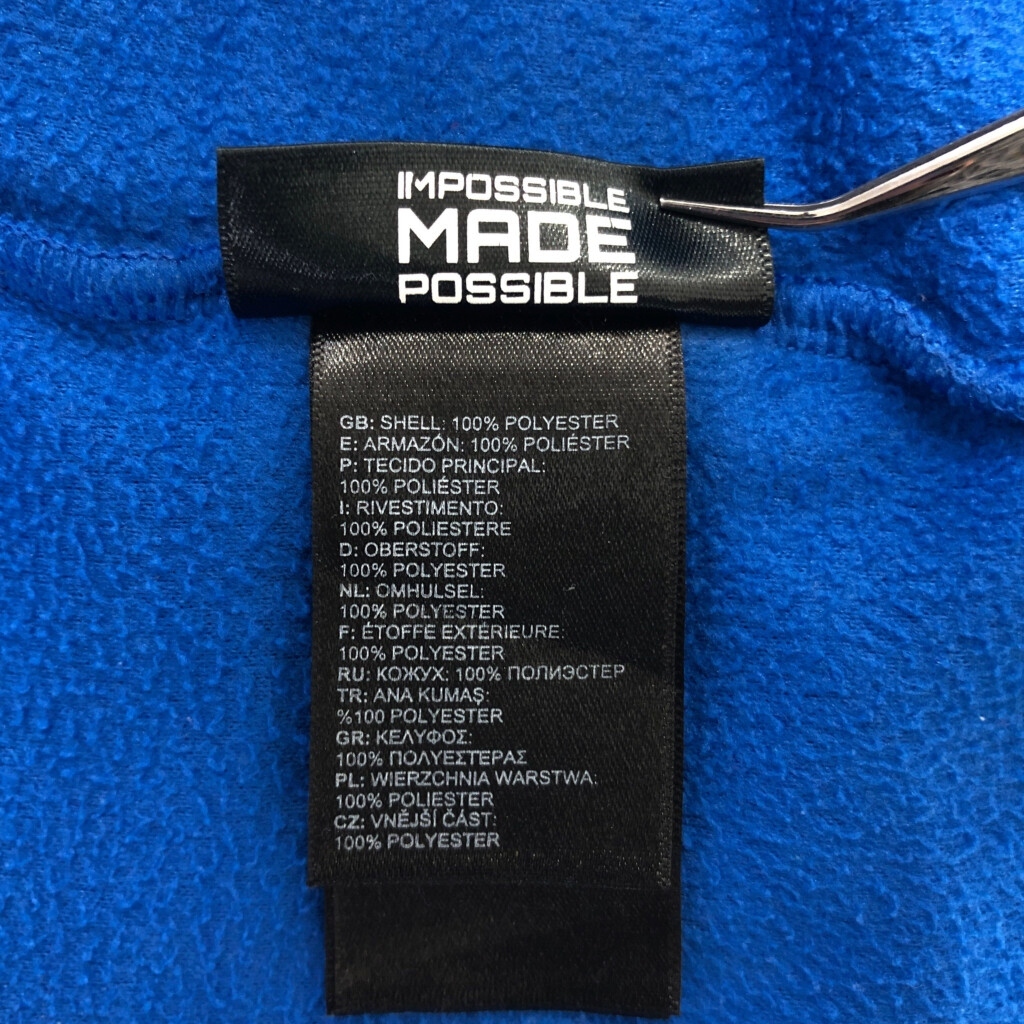 IMPOSSIBLE
MADE
POSSIBLE
GB: SHELL: 100% POLYESTER
E: ARMAZÓN: 100% POLIÉSTER
P: TECIDO PRINCIPAL:
100% POLIÉSTER
I: RIVESTIMENTO:
100% POLIESTERE
D: OBERSTOFF:
100% POLYESTER
NL: OMHULSEL:
100% POLYESTER
F: ÉTOFFE EXTÉRIEURE:
100% POLYESTER
RU: КОЖУХ: 100% ПОЛИЭСТЕР
TR: ANA KUMAŞ:
%100 POLYESTER
GR: ΚΕΛΥΦΟΣ:
100% ΠΟΛΥΕΣΤΕΡΑΣ
PL: WIERZCHNIA WARSTWA:
100% POLIESTER
CZ: VNĚJŠÍ ČÁST:
100% POLYESTER